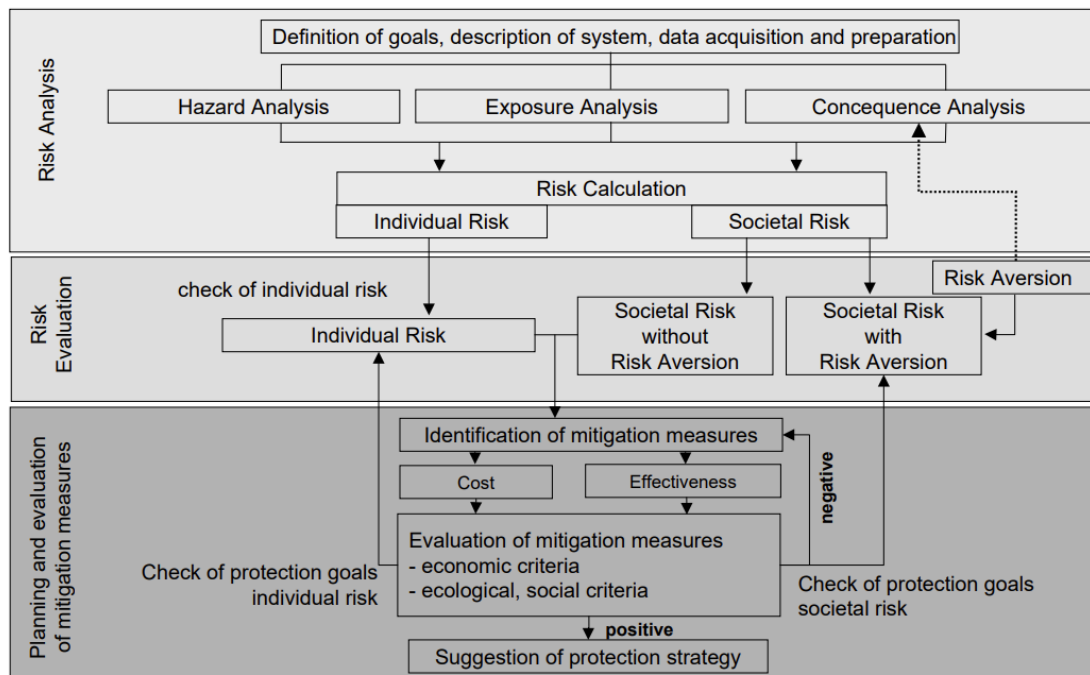 Risk Analysis
Definition of goals, description of system, data acquisition and preparation
Hazard Analysis
Exposure Analysis
Concequence Analysis
Risk Calculation
Individual Risk
Societal Risk
Risk
Evaluation
Risk Aversion
check of individual risk
Individual Risk
Societal Risk
without
Risk Aversion
Societal Risk
with
Risk Aversion
Planning and evaluation
of mitigation measures
Identification of mitigation measures
Cost
Effectiveness
negative
Evaluation of mitigation measures
- economic criteria
- ecological, social criteria
Check of protection goals
individual risk
Check of protection goals
societal risk
positive
Suggestion of protection strategy